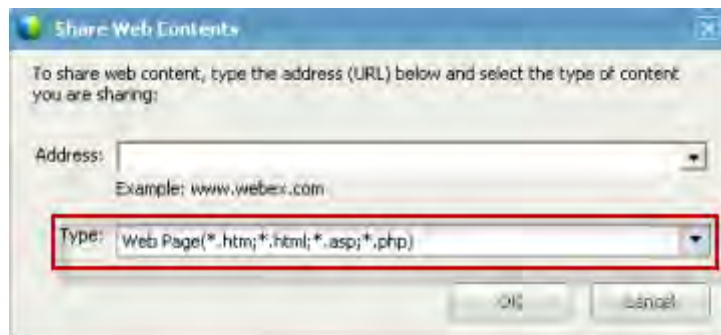 Share Web Contents
To share web content, type the address (URL) below and select the type of content
you are sharing:
Address:
Example: www.webex.com
Type: Web Page(*.htm;*.html;*.asp;*.php)
OK Cancel